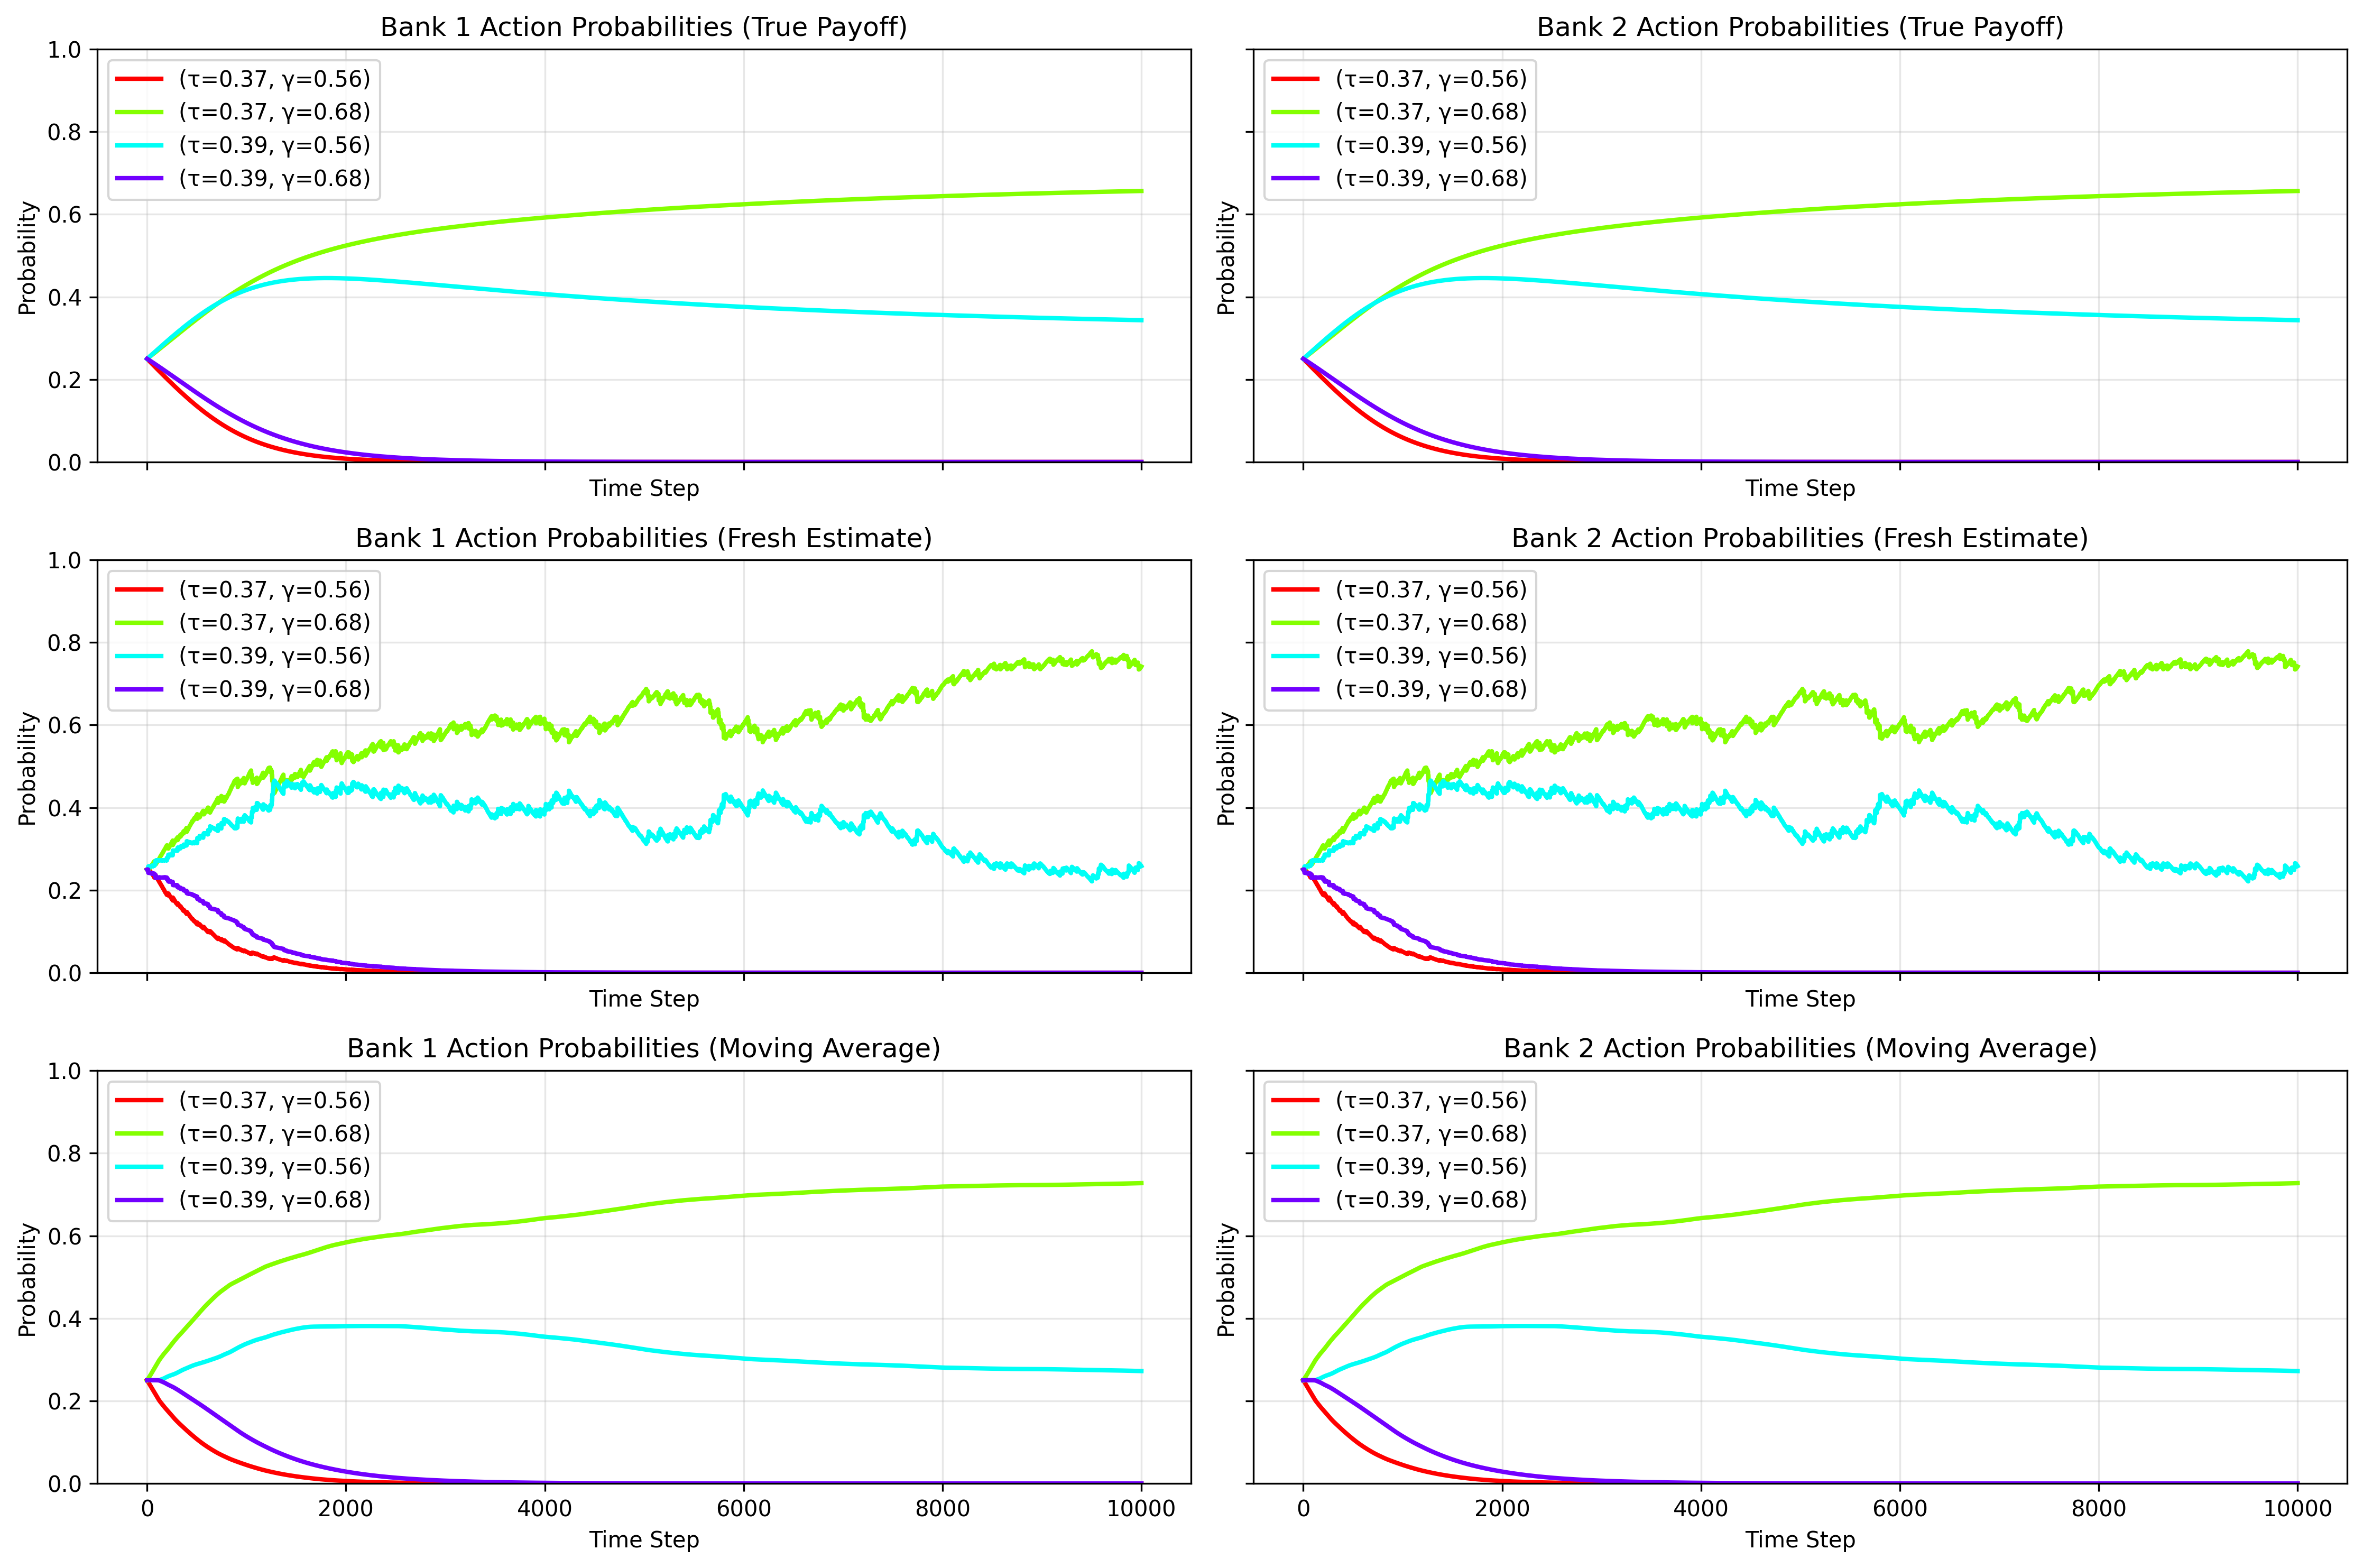 Bank 1 Action Probabilities (True Payoff)
1.0
0.8
0.6
0.4
0.2
0.0
Probability
(τ=0.37, γ=0.56)
(τ=0.37, γ=0.68)
(τ=0.39, γ=0.56)
(τ=0.39, γ=0.68)
Time Step
Bank 2 Action Probabilities (True Payoff)
Probability
(τ=0.37, γ=0.56)
(τ=0.37, γ=0.68)
(τ=0.39, γ=0.56)
(τ=0.39, γ=0.68)
Time Step
Bank 1 Action Probabilities (Fresh Estimate)
1.0
0.8
0.6
0.4
0.2
0.0
Probability
(τ=0.37, γ=0.56)
(τ=0.37, γ=0.68)
(τ=0.39, γ=0.56)
(τ=0.39, γ=0.68)
Time Step
Bank 2 Action Probabilities (Fresh Estimate)
Probability
(τ=0.37, γ=0.56)
(τ=0.37, γ=0.68)
(τ=0.39, γ=0.56)
(τ=0.39, γ=0.68)
Time Step
Bank 1 Action Probabilities (Moving Average)
1.0
0.8
0.6
0.4
0.2
0.0
Probability
(τ=0.37, γ=0.56)
(τ=0.37, γ=0.68)
(τ=0.39, γ=0.56)
(τ=0.39, γ=0.68)
0 2000 4000 6000 8000 10000
Time Step
Bank 2 Action Probabilities (Moving Average)
Probability
(τ=0.37, γ=0.56)
(τ=0.37, γ=0.68)
(τ=0.39, γ=0.56)
(τ=0.39, γ=0.68)
0 2000 4000 6000 8000 10000
Time Step